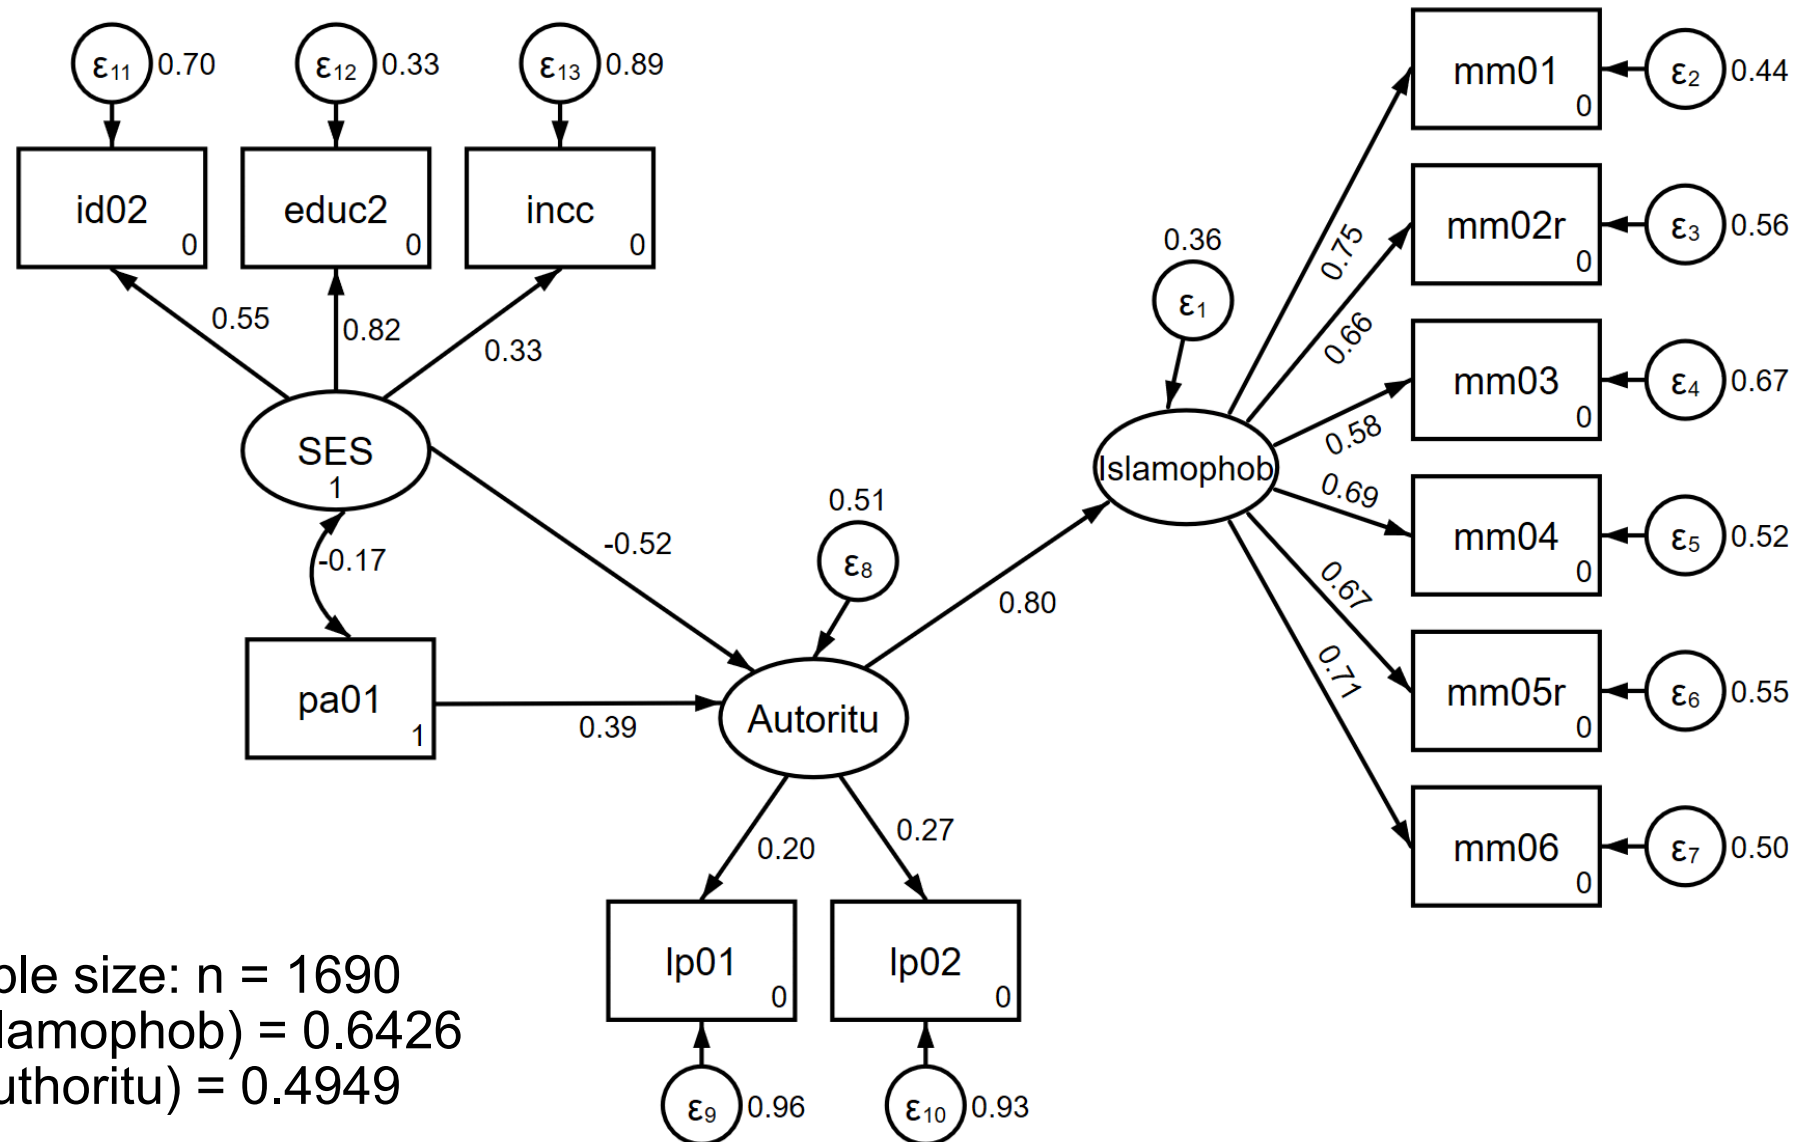 ε11 0.70 ε12 0.33 ε13 0.89
id02 0
educ2 0
incc 0
0.55
0.82
0.33
SES
1
-0.17
pa01
1
-0.52
0.39
0.51
ε8
Autoritu
0.80
0.20
0.27
lp01 0
lp02 0
ε9 0.96
ε10 0.93
0.36
ε1
Islamophob
0.75
0.66
0.58
0.69
0.67
0.71
mm01 0 ε2 0.44
mm02r 0 ε3 0.56
mm03 0 ε4 0.67
mm04 0 ε5 0.52
mm05r 0 ε6 0.55
mm06 0 ε7 0.50
ple size: n = 1690
lamophob) = 0.6426
uthoritu) = 0.4949